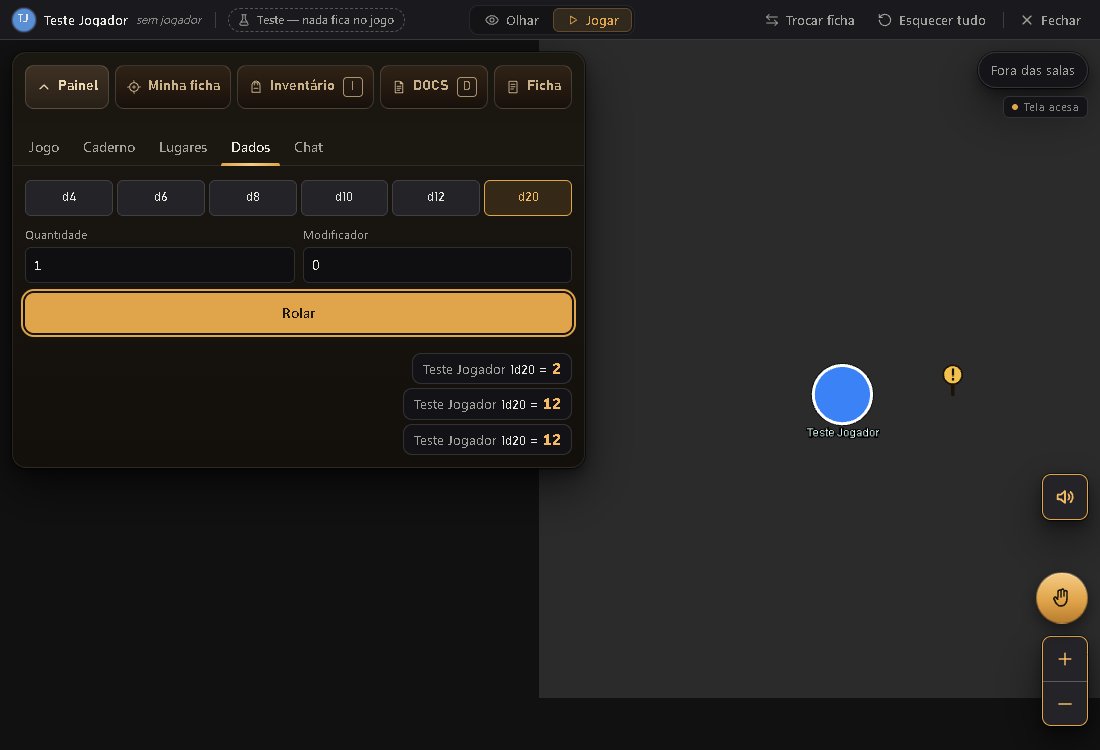 TJ Teste Jogador sem jogador Teste — nada fica no jogo Olhar Jogar Trocar ficha Esquecer tudo Fechar
Painel Minha ficha Inventário I DOCS D Ficha
Fora das salas
Tela acesa
Jogo Caderno Lugares Dados Chat
d4 d6 d8 d10 d12 d20
Quantidade Modificador
1 0
Rolar
Teste Jogador 1d20 = 2
Teste Jogador 1d20 = 12
Teste Jogador 1d20 = 12
!
Teste Jogador
+
−